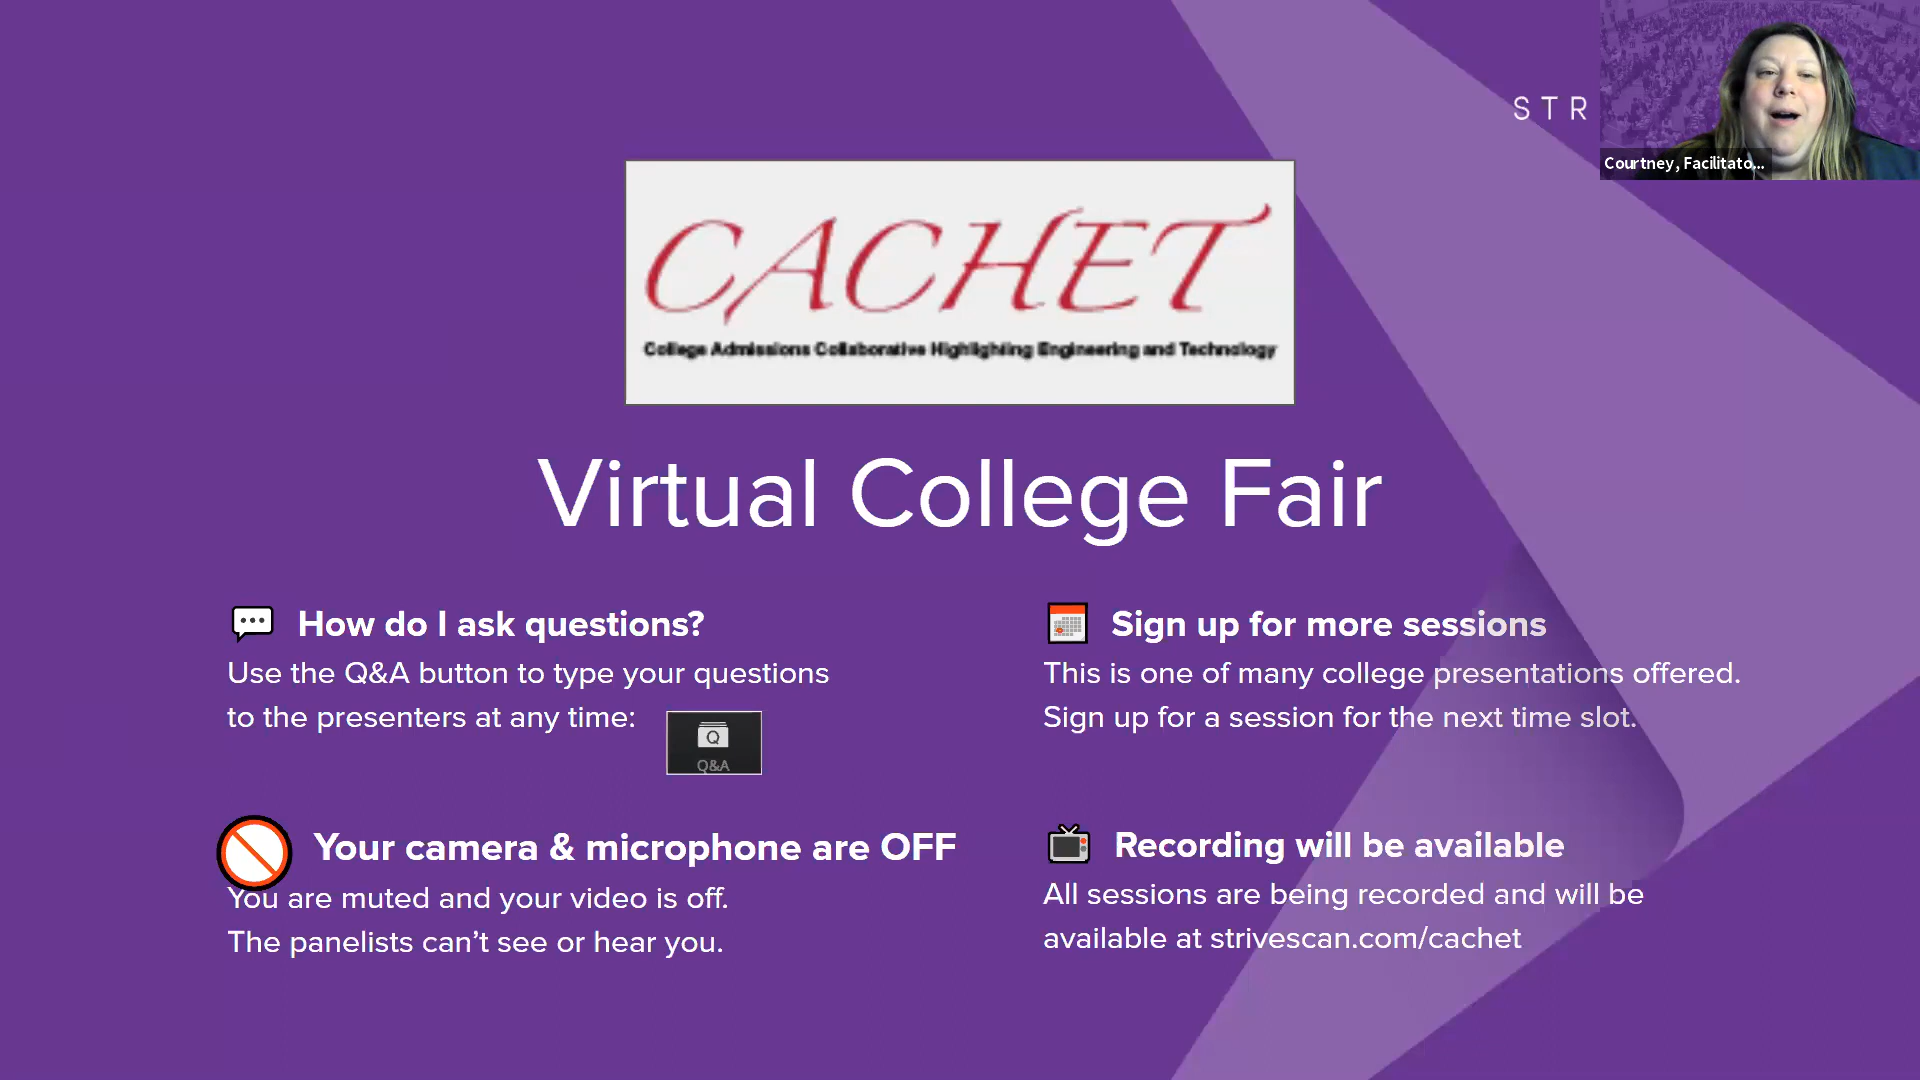 STR
Courtney, Facilitato...
CACHET
College Admissions Collaborative Highlighting Engineering and Technology
Virtual College Fair
How do I ask questions?
Use the Q&A button to type your questions
to the presenters at any time:
Q
Q&A
Sign up for more sessions
This is one of many college presentations offered.
Sign up for a session for the next time slot.
Your camera & microphone are OFF
You are muted and your video is off.
The panelists can’t see or hear you.
Recording will be available
All sessions are being recorded and will be
available at strivescan.com/cachet